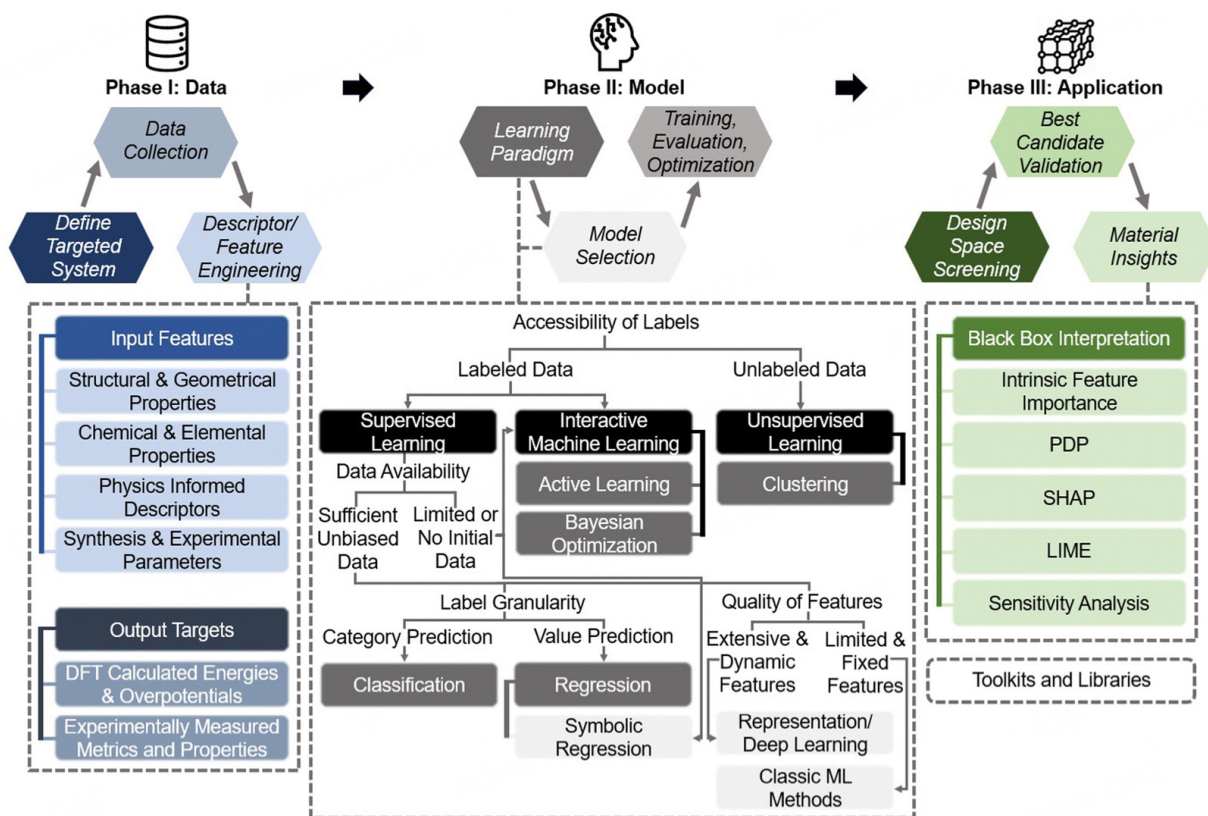 Phase I: Data
Phase II: Model
Phase III: Application
Data
Collection
Define
Targeted
System
Descriptor/
Feature
Engineering
Learning
Paradigm
Training,
Evaluation,
Optimization
Model
Selection
Best
Candidate
Validation
Design
Space
Screening
Material
Insights
Input Features
Structural & Geometrical
Properties
Chemical & Elemental
Properties
Physics Informed
Descriptors
Synthesis & Experimental
Parameters
Output Targets
DFT Calculated Energies
& Overpotentials
Experimentally Measured
Metrics and Properties
Accessibility of Labels
Labeled Data
Unlabeled Data
Supervised
Learning
Interactive
Machine Learning
Unsupervised
Learning
Data Availability
Active Learning
Clustering
Sufficient
Unbiased
Data
Limited or
No Initial
Data
Bayesian
Optimization
Label Granularity
Quality of Features
Category Prediction
Value Prediction
Extensive &
Dynamic
Features
Limited &
Fixed
Features
Classification
Regression
Symbolic
Regression
Representation/
Deep Learning
Classic ML
Methods
Black Box Interpretation
Intrinsic Feature
Importance
PDP
SHAP
LIME
Sensitivity Analysis
Toolkits and Libraries